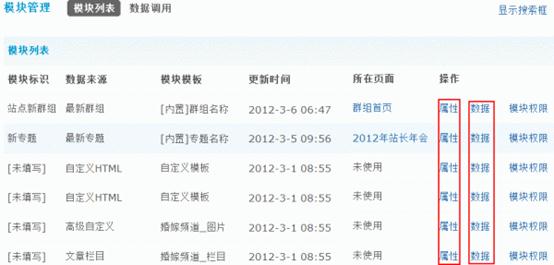 模块管理 模块列表 数据调用 显示搜索框
模块列表
模块标识 数据来源 模块模板 更新时间 所在页面 操作
站点新群组 最新群组 [内置]群组名称 2012-3-6 06:47 群组首页 属性 数据 模块权限
新专题 最新专题 [内置]专题名称 2012-3-5 09:56 2012年站长年会 属性 数据 模块权限
[未填写] 自定义HTML 自定义模板 2012-3-1 08:55 未使用 属性 数据 模块权限
[未填写] 自定义HTML 自定义模板 2012-3-1 08:55 未使用 属性 数据 模块权限
[未填写] 高级自定义 婚嫁频道_图片 2012-3-1 08:55 未使用 属性 数据 模块权限
[未填写] 文章栏目 婚嫁频道_栏目 2012-3-1 08:55 未使用 属性 数据 模块权限